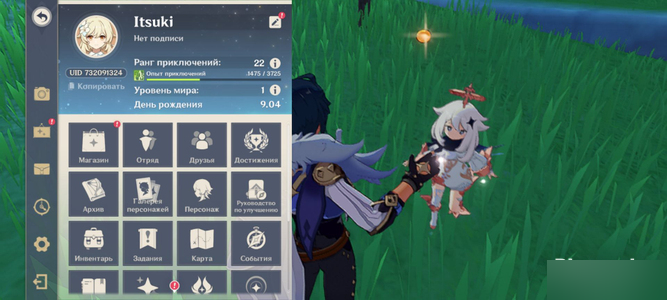 Itsuki
Нет подписи
Ранг приключений: 22
UID 732091324
Опыт приключений 1475 / 3725
Копировать
Уровень мира: 1
День рождения 9.04
Магазин Отряд Друзья Достижения
Архив Галерея персонажей Персонаж Руководство по улучшению
Инвентарь Задания Карта События